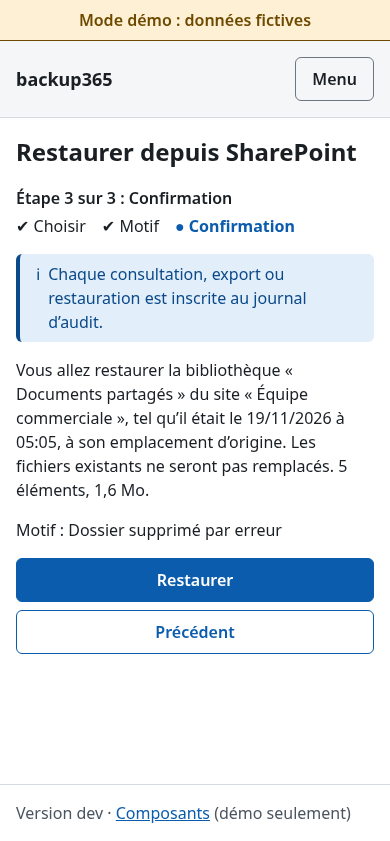 Mode démo : données fictives
backup365
Menu
Restaurer depuis SharePoint
Étape 3 sur 3 : Confirmation
✔ Choisir ✔ Motif ● Confirmation
i Chaque consultation, export ou
restauration est inscrite au journal
d’audit.
Vous allez restaurer la bibliothèque «
Documents partagés » du site « Équipe
commerciale », tel qu’il était le 19/11/2026 à
05:05, à son emplacement d’origine. Les
fichiers existants ne seront pas remplacés. 5
éléments, 1,6 Mo.
Motif : Dossier supprimé par erreur
Restaurer
Précédent
Version dev · Composants (démo seulement)